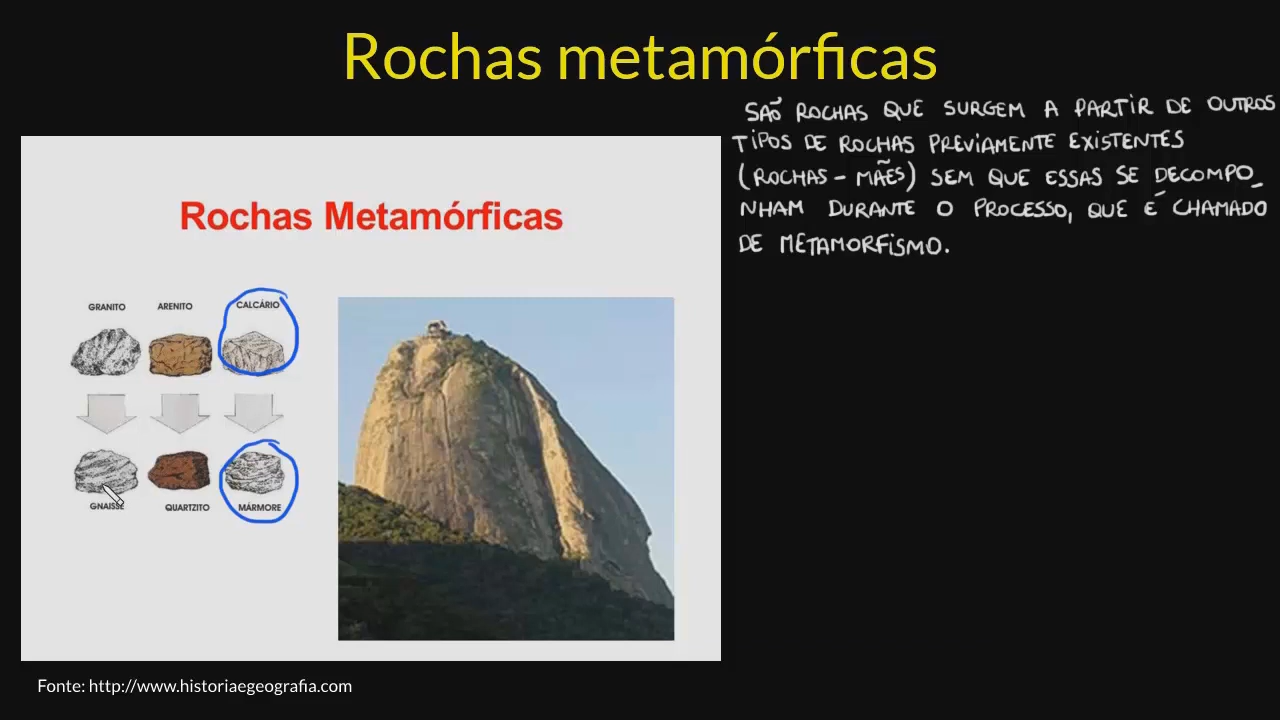 Rochas metamórficas
SÃO ROCHAS QUE SURGEM A PARTIR DE OUTROS
TIPOS DE ROCHAS PREVIAMENTE EXISTENTES
(ROCHAS - MÃES) SEM QUE ESSAS SE DECOMPO_
NHAM DURANTE O PROCESSO, QUE É CHAMADO
DE METAMORFISMO.
Rochas Metamórficas
GRANITO ARENITO CALCÁRIO
GNAISSE QUARTZITO MÁRMORE
Fonte: http://www.historiaegeografia.com